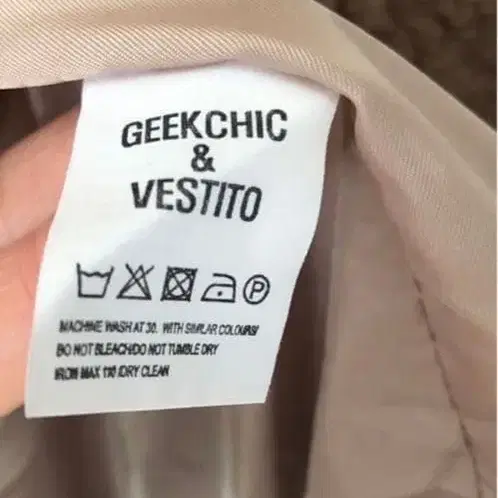 GEEKCHIC
&
VESTITO
P
MACHINE WASH AT 30. WITH SIMILAR COLOURS/
DO NOT BLEACH/DO NOT TUMBLE DRY
IRON MAX 110 /DRY CLEAN